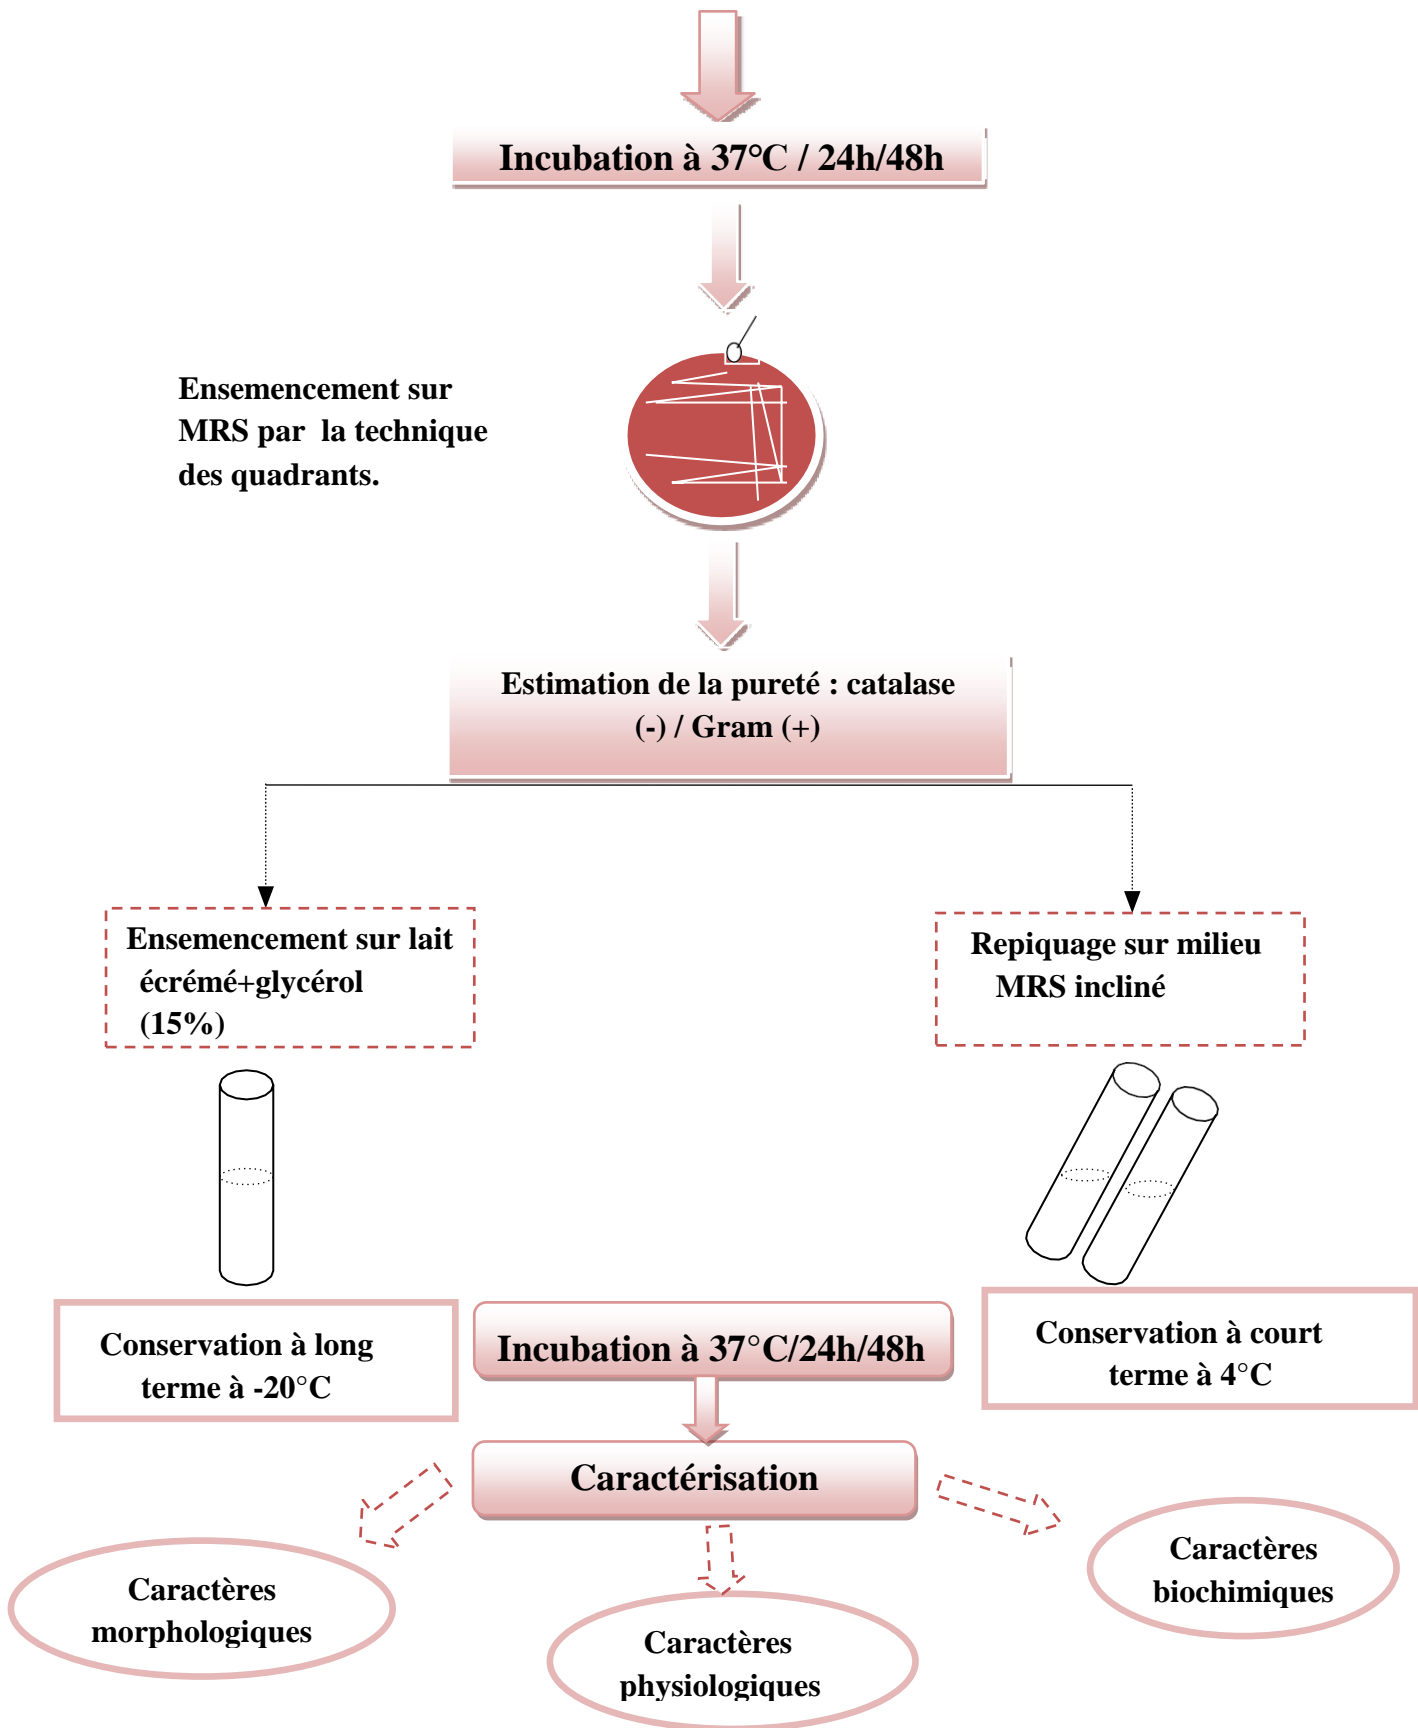 Incubation à 37°C / 24h/48h
Ensemencement sur
MRS par la technique
des quadrants.
Estimation de la pureté : catalase
(-) / Gram (+)
Ensemencement sur lait
écrémé+glycérol
(15%)
Repiquage sur milieu
MRS incliné
Conservation à long
terme à -20°C
Incubation à 37°C/24h/48h
Conservation à court
terme à 4°C
Caractérisation
Caractères
morphologiques
Caractères
physiologiques
Caractères
biochimiques